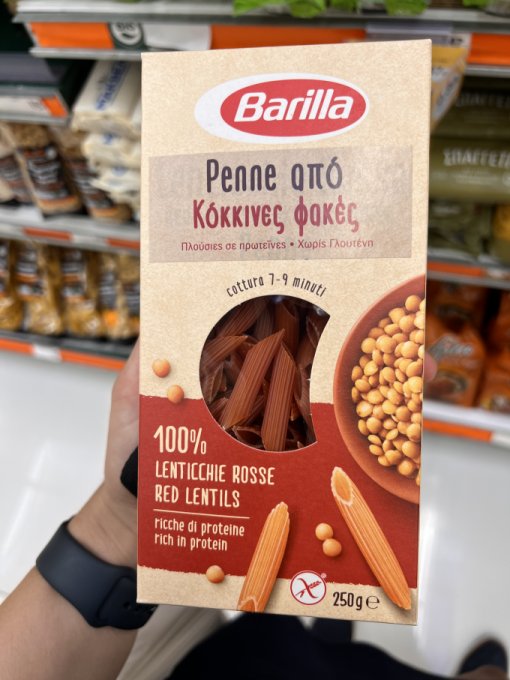 Barilla
Penne από
Κόκκινες φακές
Πλούσιες σε πρωτεΐνες • Χωρίς Γλουτένη
cottura 7-9 minuti
100%
LENTICCHIE ROSSE
RED LENTILS
ricche di proteine
rich in protein
250g e